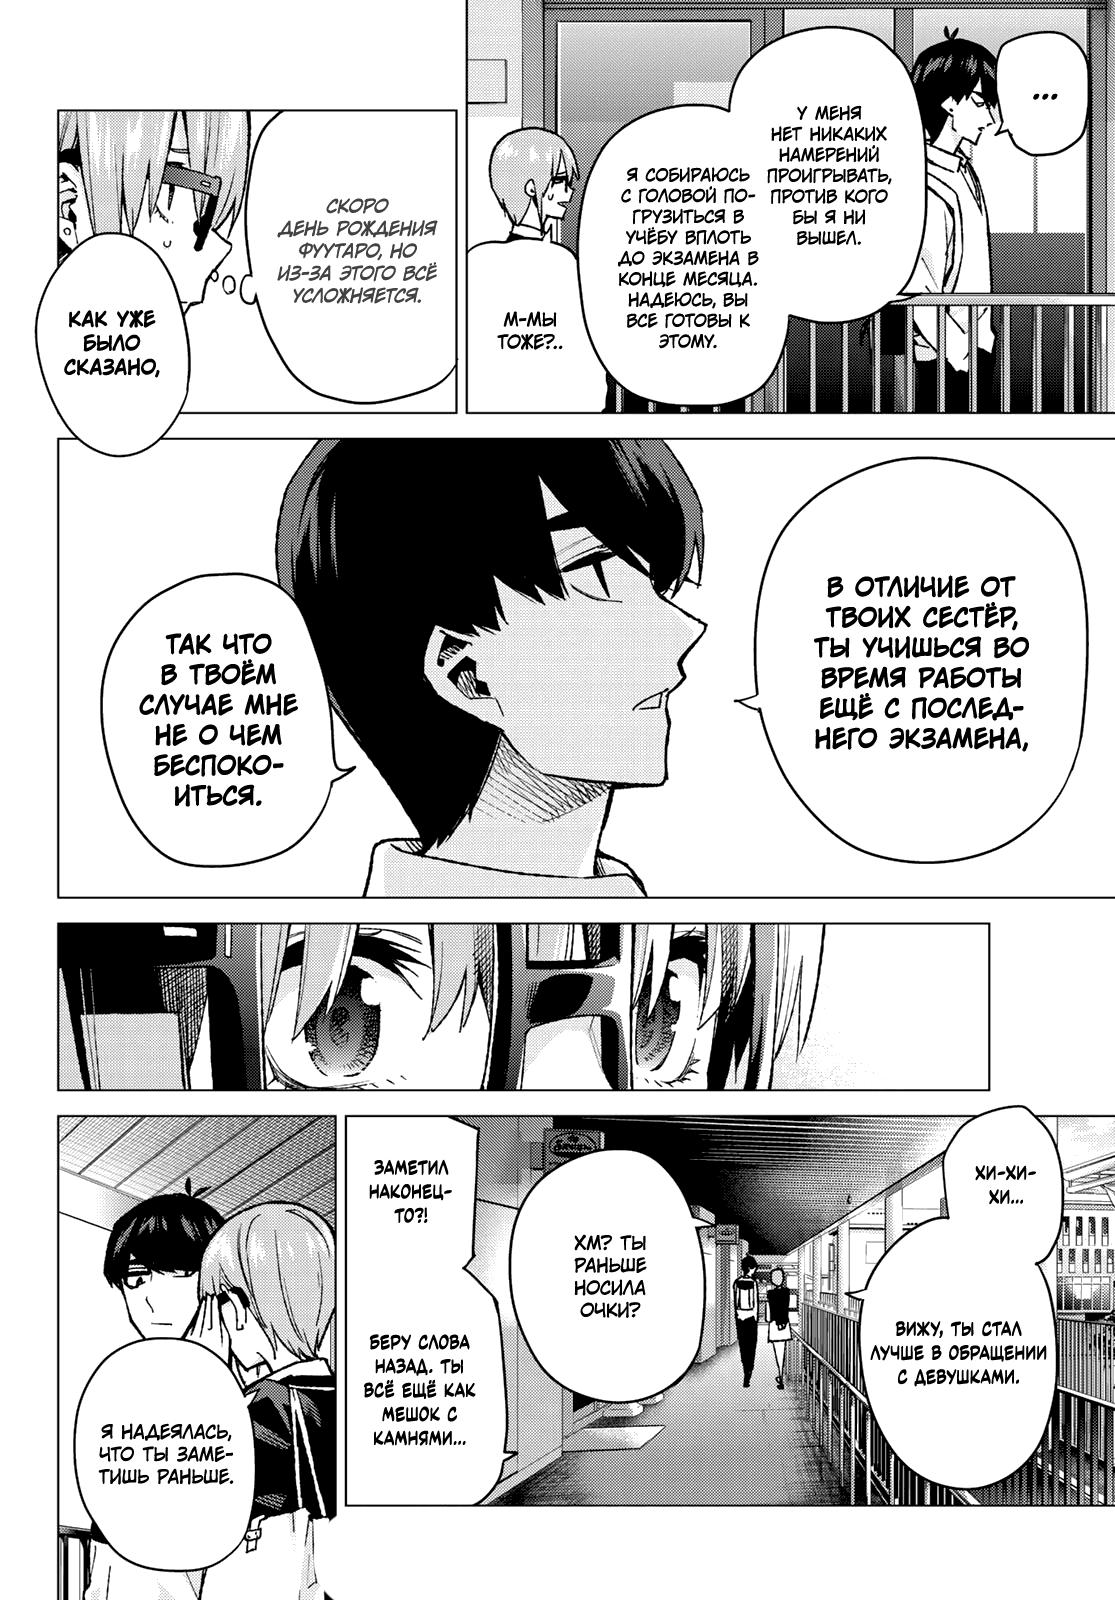 ...
У МЕНЯ
НЕТ НИКАКИХ
НАМЕРЕНИЙ
ПРОИГРЫВАТЬ,
ПРОТИВ КОГО
БЫ Я НИ
ВЫШЕЛ.
Я СОБИРАЮСЬ
С ГОЛОВОЙ ПО-
ГРУЗИТЬСЯ В
УЧЁБУ ВПЛОТЬ
ДО ЭКЗАМЕНА В
КОНЦЕ МЕСЯЦА.
НАДЕЮСЬ, ВЫ
ВСЕ ГОТОВЫ К
ЭТОМУ.
М-МЫ
ТОЖЕ?..
СКОРО
ДЕНЬ РОЖДЕНИЯ
ФУУТАРО, НО
ИЗ-ЗА ЭТОГО ВСЁ
УСЛОЖНЯЕТСЯ.
КАК УЖЕ
БЫЛО
СКАЗАНО,
В ОТЛИЧИЕ ОТ
ТВОИХ СЕСТЁР,
ТЫ УЧИШЬСЯ ВО
ВРЕМЯ РАБОТЫ
ЕЩЁ С ПОСЛЕД-
НЕГО ЭКЗАМЕНА,
ТАК ЧТО
В ТВОЁМ
СЛУЧАЕ МНЕ
НЕ О ЧЕМ
БЕСПОКО-
ИТЬСЯ.
ХИ-ХИ-
ХИ...
ВИЖУ, ТЫ СТАЛ
ЛУЧШЕ В ОБРАЩЕНИИ
С ДЕВУШКАМИ.
ХМ? ТЫ
РАНЬШЕ
НОСИЛА
ОЧКИ?
ЗАМЕТИЛ
НАКОНЕЦ-
ТО?!
БЕРУ СЛОВА
НАЗАД. ТЫ
ВСЁ ЕЩЁ КАК
МЕШОК С
КАМНЯМИ...
Я НАДЕЯЛАСЬ,
ЧТО ТЫ ЗАМЕ-
ТИШЬ РАНЬШЕ.